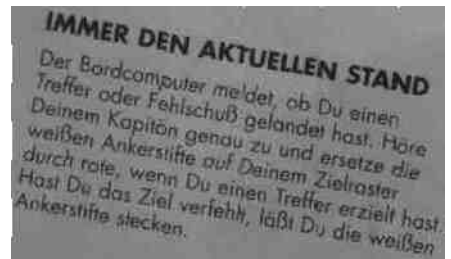 IMMER DEN AKTUELLEN STAND
Der Bordcomputer meldet, ob Du einen
Treffer oder Fehlschuß gelandet hast. Höre
Deinem Kapitän genau zu und ersetze die
weißen Ankerstifte auf Deinem Zielraster
durch rote, wenn Du einen Treffer erzielt hast.
Hast Du das Ziel verfehlt, läßt Du die weißen
Ankerstifte stecken.